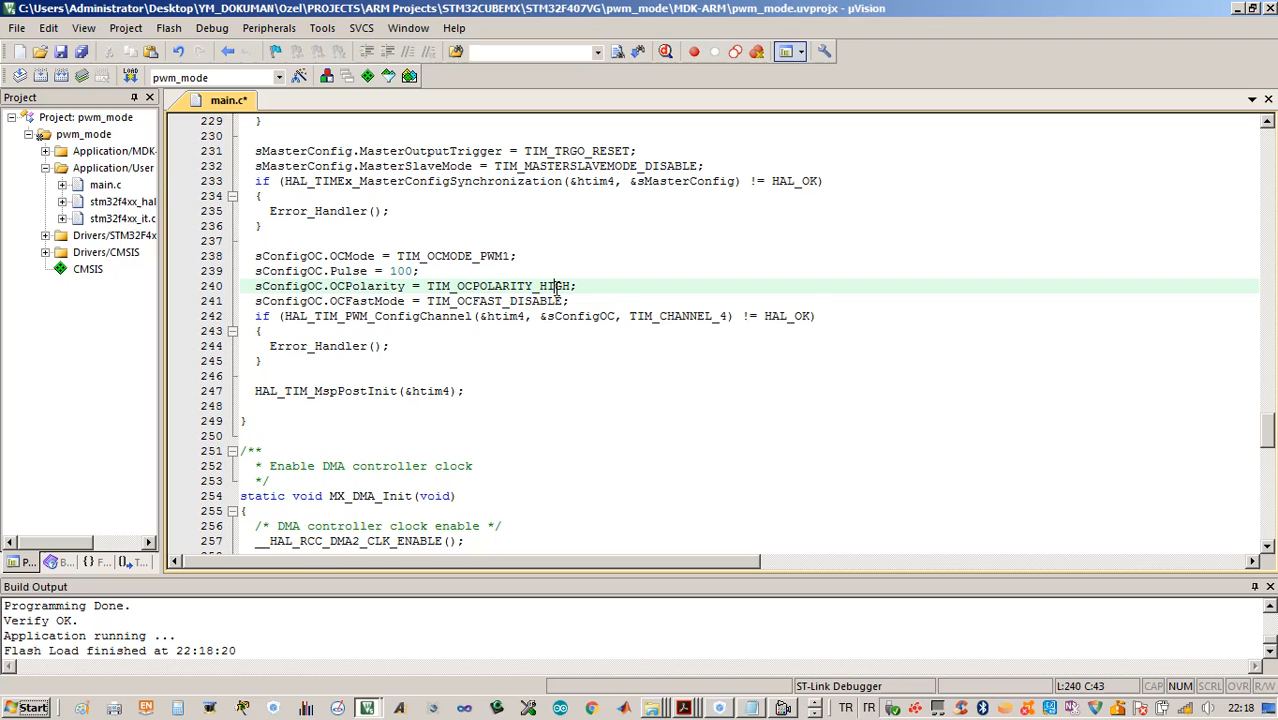 C:\Users\Administrator\Desktop\YM_DOKUMAN\Ozel\PROJECTS\ARM Projects\STM32CUBEMX\STM32F407VG\pwm_mode\MDK-ARM\pwm_mode.uvprojx - µVision
File Edit View Project Flash Debug Peripherals Tools SVCS Window Help
LOAD pwm_mode
Project
main.c*
Project: pwm_mode
pwm_mode
Application/MDK-
Application/User
main.c
stm32f4xx_hal
stm32f4xx_it.c
Drivers/STM32F4x
Drivers/CMSIS
CMSIS
229 }
230
231 sMasterConfig.MasterOutputTrigger = TIM_TRGO_RESET;
232 sMasterConfig.MasterSlaveMode = TIM_MASTERSLAVEMODE_DISABLE;
233 if (HAL_TIMEx_MasterConfigSynchronization(&htim4, &sMasterConfig) != HAL_OK)
234 {
235 Error_Handler();
236 }
237
238 sConfigOC.OCMode = TIM_OCMODE_PWM1;
239 sConfigOC.Pulse = 100;
240 sConfigOC.OCPolarity = TIM_OCPOLARITY_HIGH;
241 sConfigOC.OCFastMode = TIM_OCFAST_DISABLE;
242 if (HAL_TIM_PWM_ConfigChannel(&htim4, &sConfigOC, TIM_CHANNEL_4) != HAL_OK)
243 {
244 Error_Handler();
245 }
246
247 HAL_TIM_MspPostInit(&htim4);
248
249 }
250
251 /**
252 * Enable DMA controller clock
253 */
254 static void MX_DMA_Init(void)
255 {
256 /* DMA controller clock enable */
257 __HAL_RCC_DMA2_CLK_ENABLE();
P... B... {} F... 0. T...
Build Output
Programming Done.
Verify OK.
Application running ...
Flash Load finished at 22:18:20
ST-Link Debugger L:240 C:43 CAP NUM SCRL OVR R/W
Start EN TR FR 22:18